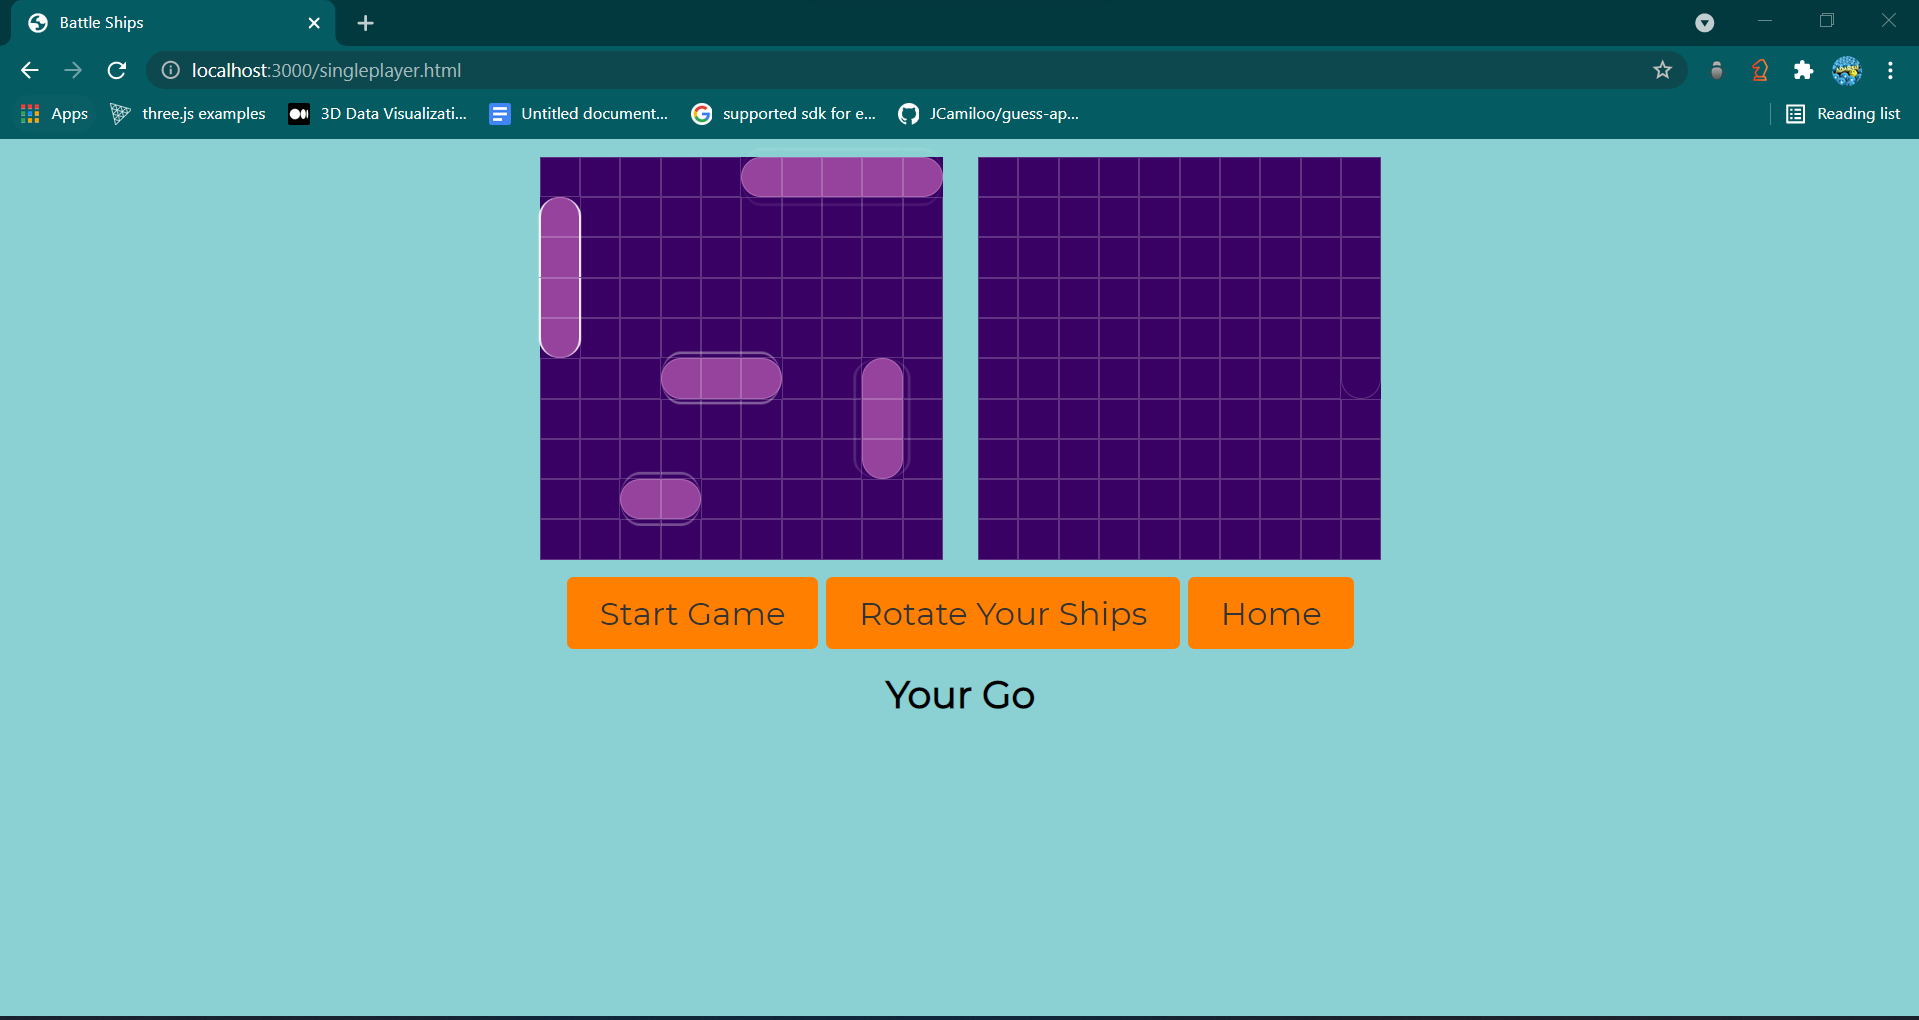 Battle Ships
localhost:3000/singleplayer.html
Apps
three.js examples
3D Data Visualizati...
Untitled document...
supported sdk for e...
JCamiloo/guess-ap...
Reading list
Start Game
Rotate Your Ships
Home
Your Go